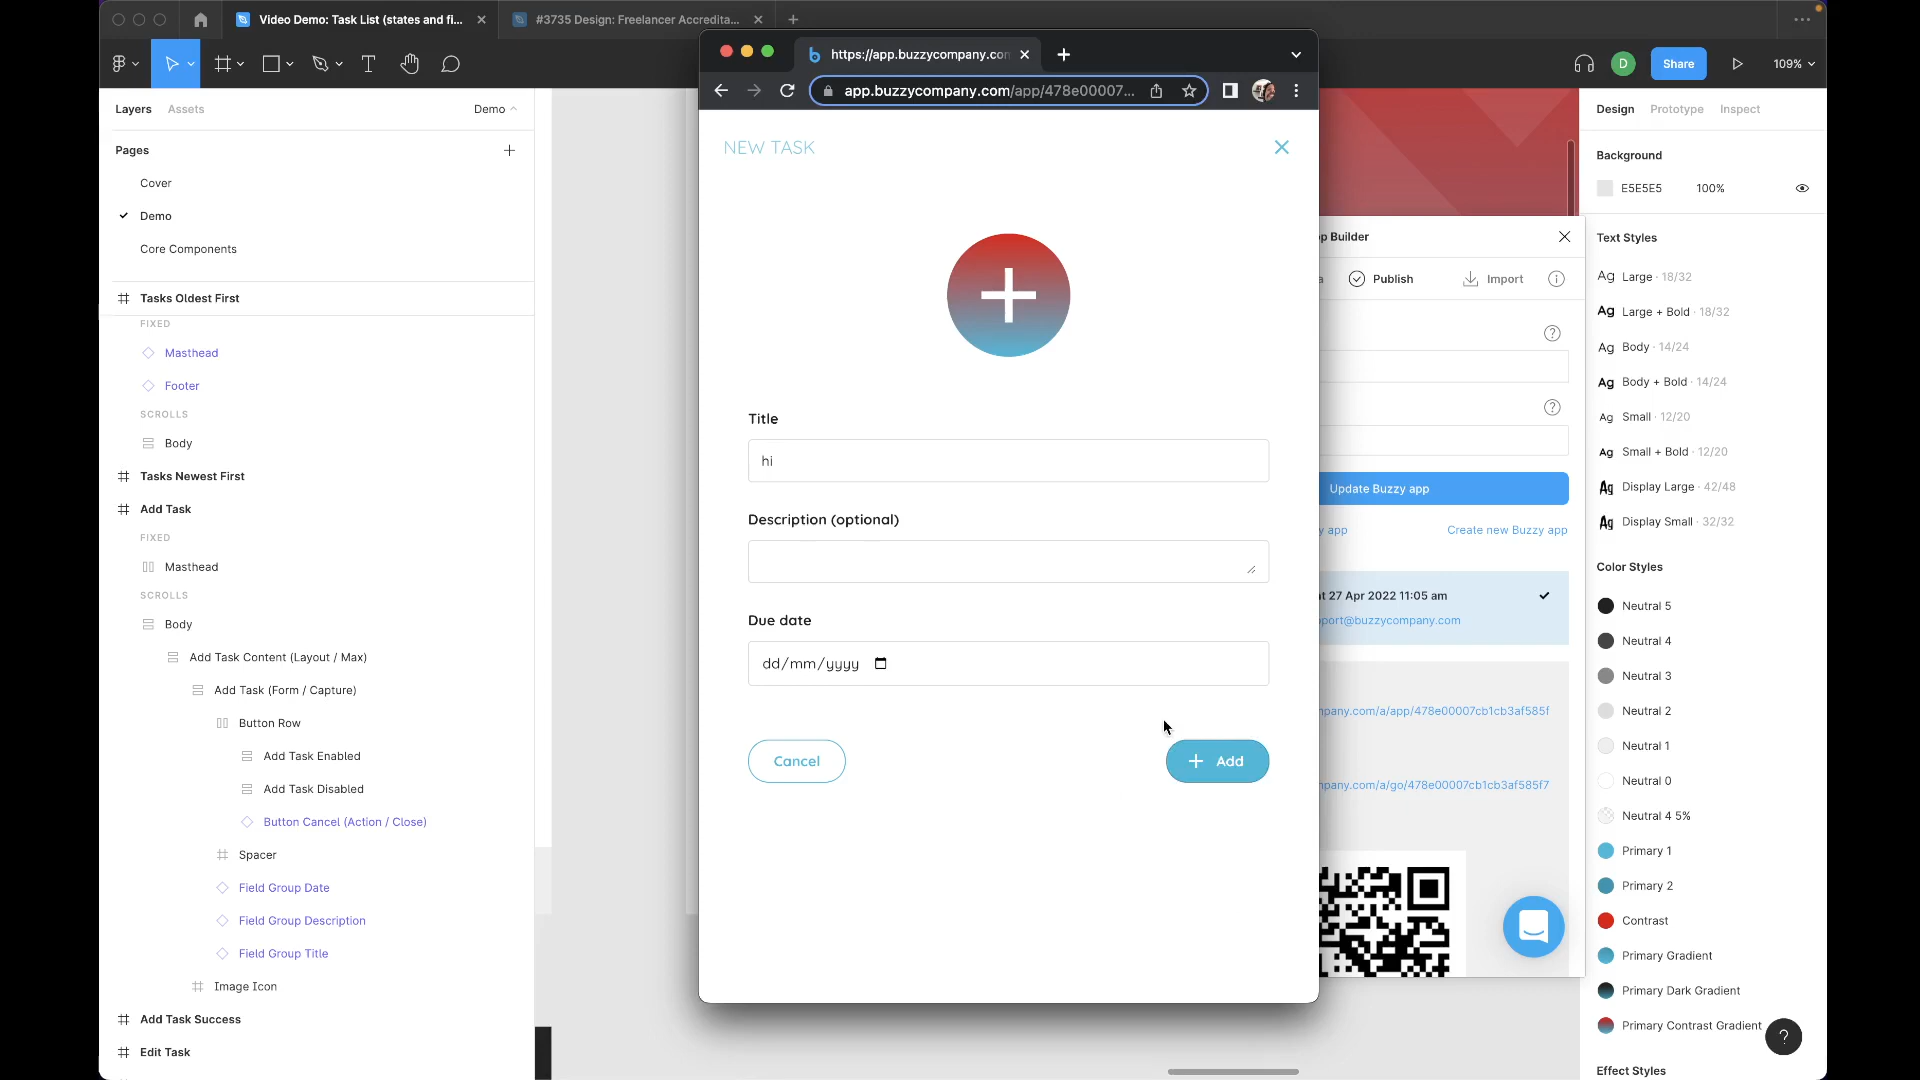 Video Demo: Task List (states and fi...
#3735 Design: Freelancer Accredita...
https://app.buzzycompany.con
app.buzzycompany.com/app/478e00007...
D
Share
109%
Layers
Assets
Demo
Pages
Cover
Demo
Core Components
Tasks Oldest First
FIXED
Masthead
Footer
SCROLLS
Body
Tasks Newest First
Add Task
FIXED
Masthead
SCROLLS
Body
Add Task Content (Layout / Max)
Add Task (Form / Capture)
Button Row
Add Task Enabled
Add Task Disabled
Button Cancel (Action / Close)
Spacer
Field Group Date
Field Group Description
Field Group Title
Image Icon
Add Task Success
Edit Task
NEW TASK
Title
hi
Description (optional)
Due date
dd/mm/yyyy
Cancel
Add
p Builder
a
Publish
Import
Update Buzzy app
y app
Create new Buzzy app
t 27 Apr 2022 11:05 am
port@buzzycompany.com
npany.com/a/app/478e00007cb1cb3af585f
npany.com/a/go/478e00007cb1cb3af585f7
Design
Prototype
Inspect
Background
E5E5E5 100%
Text Styles
Ag Large · 18/32
Ag Large + Bold · 18/32
Ag Body · 14/24
Ag Body + Bold · 14/24
Ag Small · 12/20
Ag Small + Bold · 12/20
Ag Display Large · 42/48
Ag Display Small · 32/32
Color Styles
Neutral 5
Neutral 4
Neutral 3
Neutral 2
Neutral 1
Neutral 0
Neutral 4 5%
Primary 1
Primary 2
Contrast
Primary Gradient
Primary Dark Gradient
Primary Contrast Gradient
?
Effect Styles